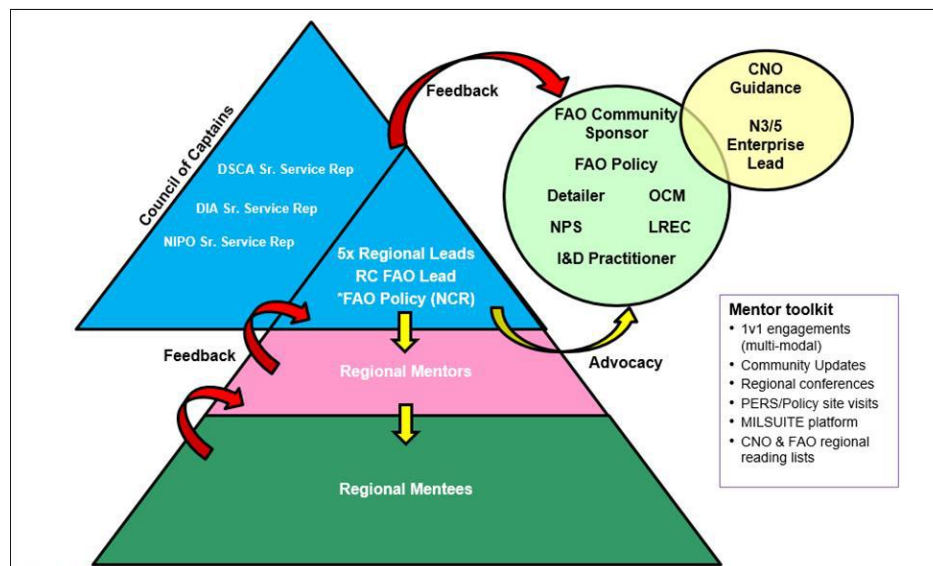 Council of Captains
DSCA Sr. Service Rep
DIA Sr. Service Rep
NIPO Sr. Service Rep
5x Regional Leads
RC FAO Lead
*FAO Policy (NCR)
Feedback
FAO Community
Sponsor
FAO Policy
Detailer OCM
NPS LREC
I&D Practitioner
CNO
Guidance
N3/5
Enterprise
Lead
Feedback
Advocacy
Regional Mentors
Regional Mentees
Mentor toolkit
• 1v1 engagements
(multi-modal)
• Community Updates
• Regional conferences
• PERS/Policy site visits
• MILSUITE platform
• CNO & FAO regional
reading lists